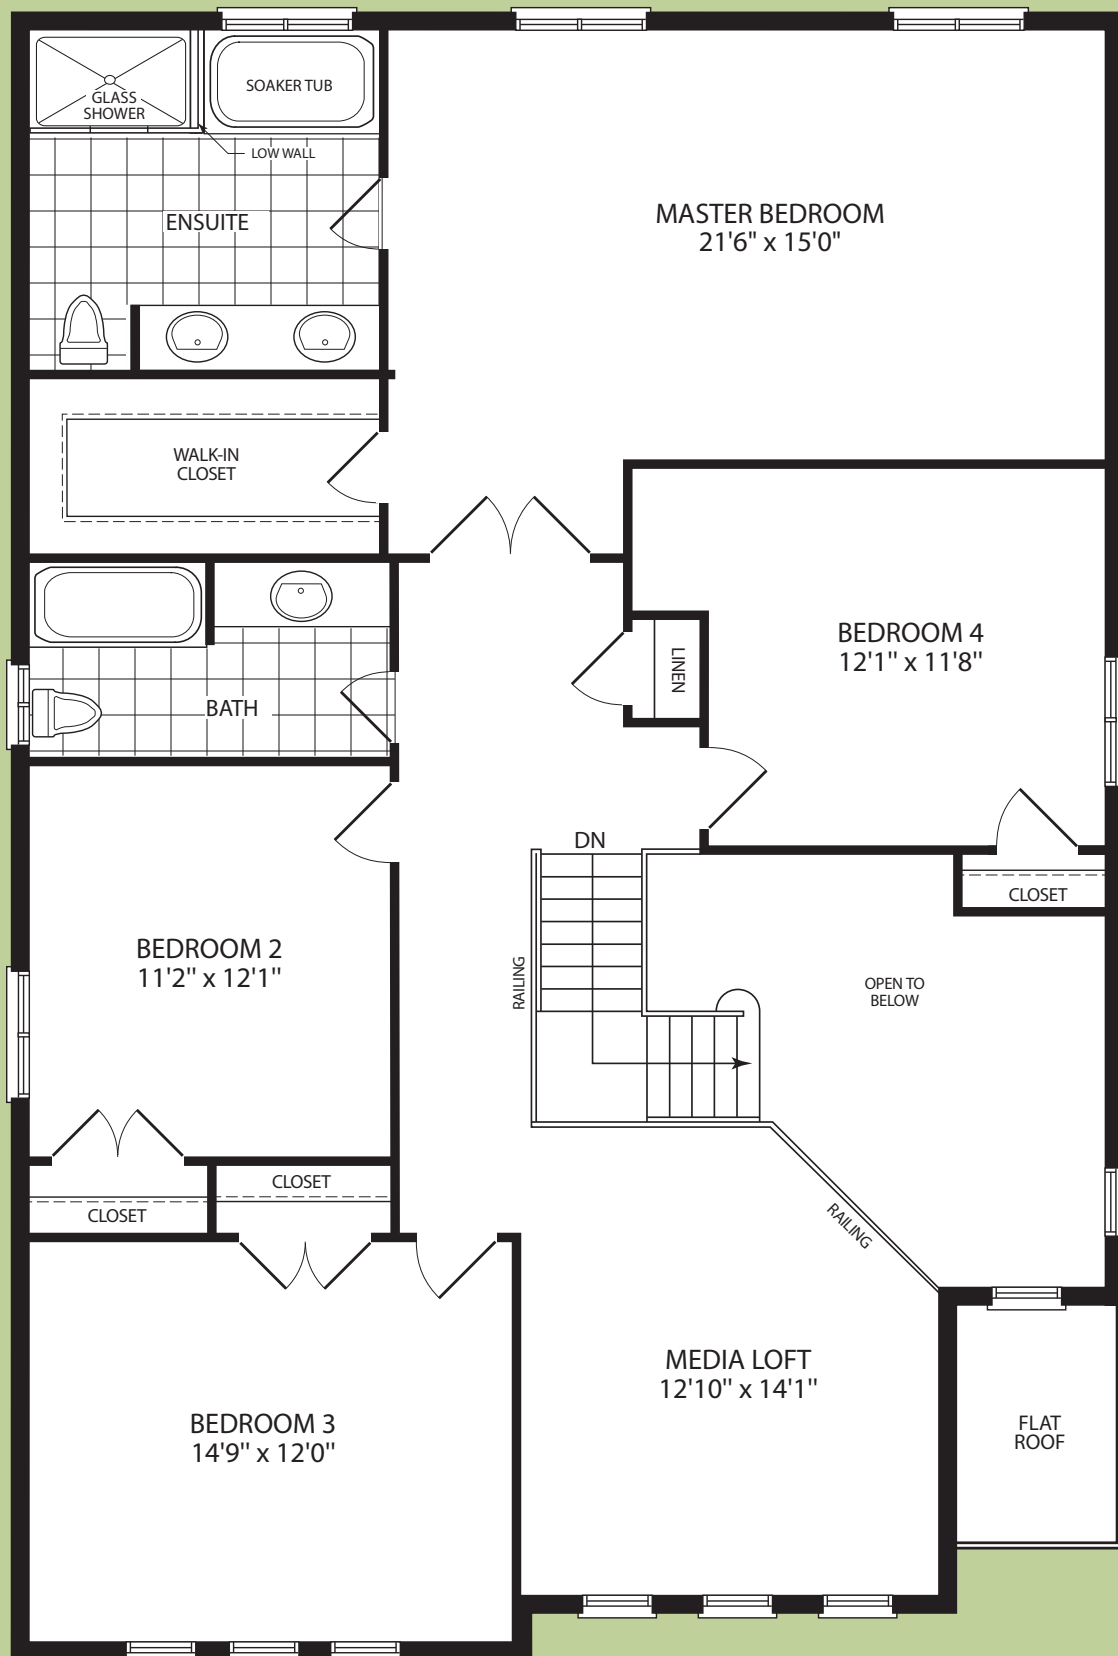 GLASS
SHOWER
SOAKER TUB
LOW WALL
ENSUITE
MASTER BEDROOM
21'6" x 15'0"
WALK-IN
CLOSET
BEDROOM 4
12'1" x 11'8"
LINEN
BATH
DN
CLOSET
BEDROOM 2
11'2" x 12'1"
RAILING
OPEN TO
BELOW
CLOSET
CLOSET
RAILING
MEDIA LOFT
12'10" x 14'1"
BEDROOM 3
14'9" x 12'0"
FLAT
ROOF